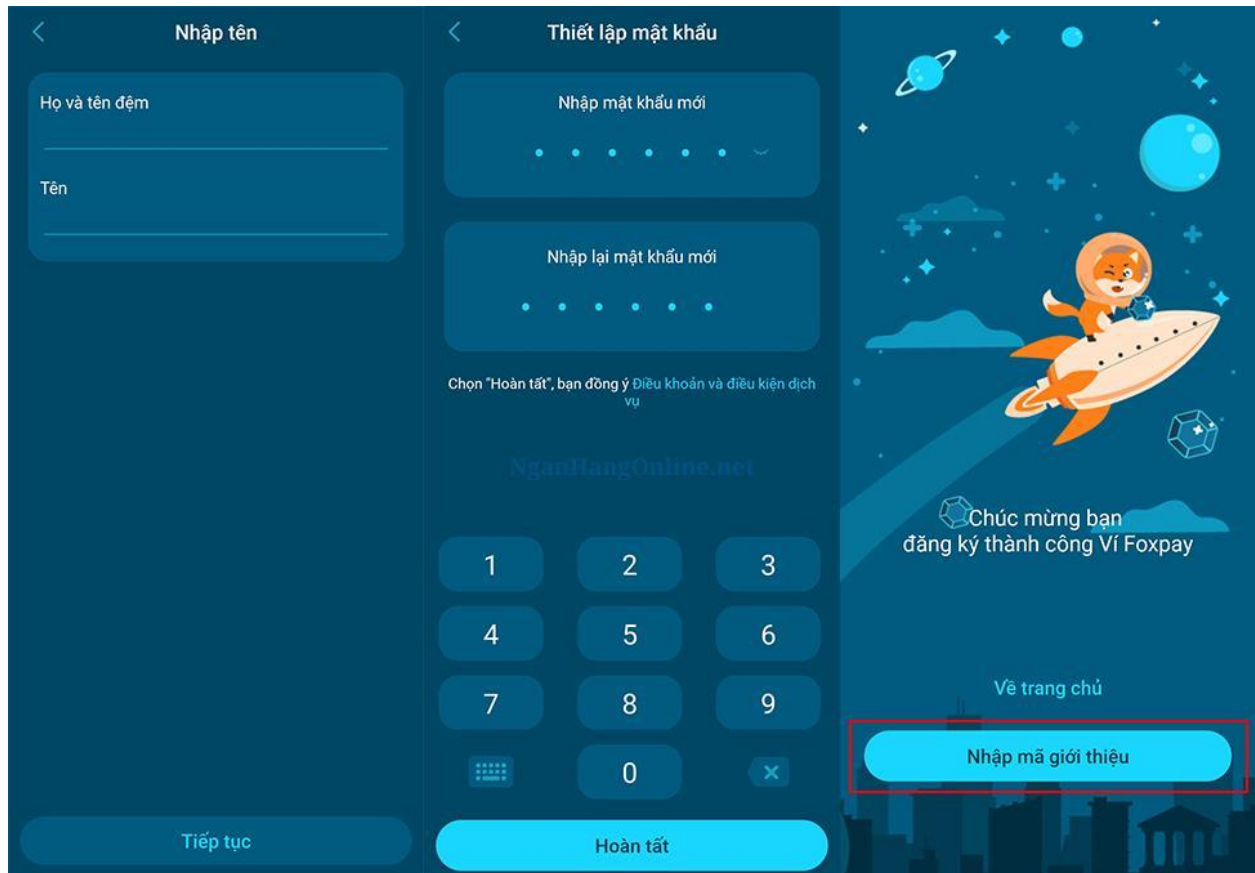 Nhập tên
Họ và tên đệm
Tên
Tiếp tục
Thiết lập mật khẩu
Nhập mật khẩu mới
Nhập lại mật khẩu mới
Chọn "Hoàn tất", bạn đồng ý Điều khoản và điều kiện dịch
vụ
NganHangOnline.net
1 2 3
4 5 6
7 8 9
0
Hoàn tất
Chúc mừng bạn
đăng ký thành công Ví Foxpay
Về trang chủ
Nhập mã giới thiệu